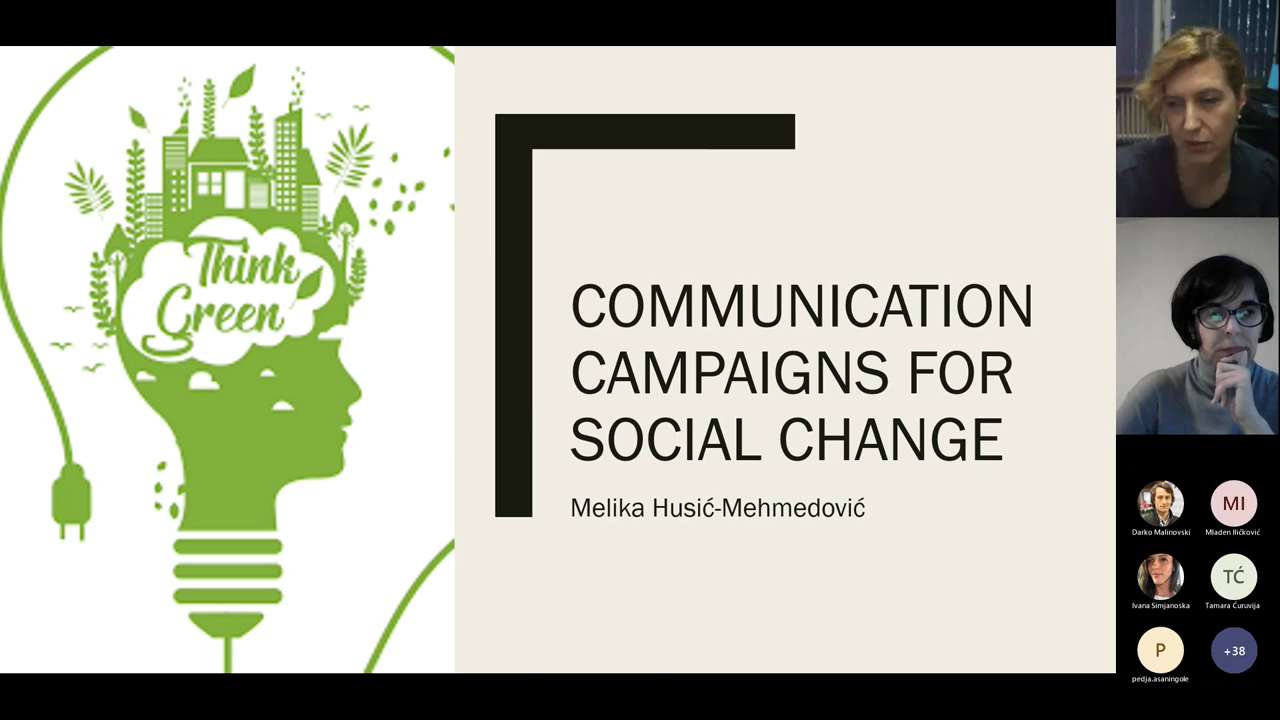 Think
Green
COMMUNICATION
CAMPAIGNS FOR
SOCIAL CHANGE
Melika Husić-Mehmedović
MI
Darko Malinovski
Mladen Iličković
TĆ
Ivana Simjanoska
Tamara Ćuruvija
P
+38
pedja.asaningole